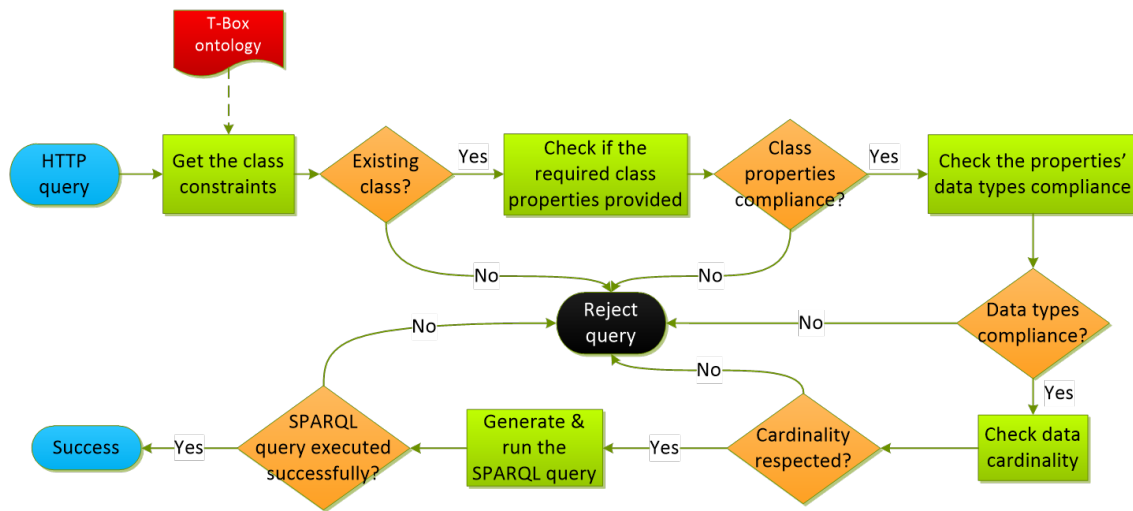 T-Box
ontology
HTTP
query
Get the class
constraints
Existing
class?
Yes
Check if the
required class
properties provided
Class
properties
compliance?
Yes
Check the properties’
data types compliance
No
No
Reject
query
No
No
Data types
compliance?
Yes
No
Success
Yes
SPARQL
query executed
successfully?
Generate &
run the
SPARQL query
Yes
Cardinality
respected?
Check data
cardinality